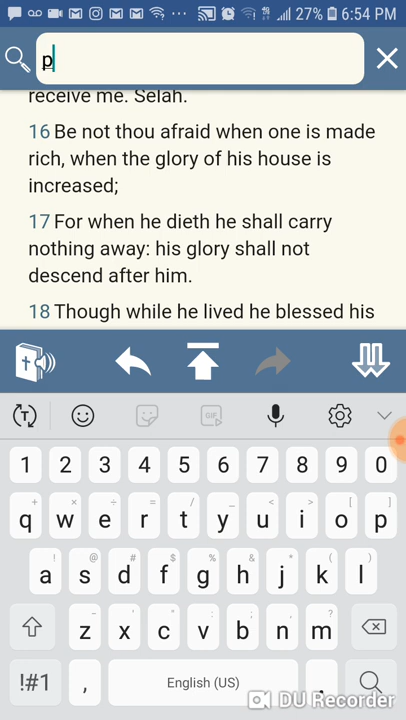 27% 6:54 PM
p
receive me. Selah.
16 Be not thou afraid when one is made
rich, when the glory of his house is
increased;
17 For when he dieth he shall carry
nothing away: his glory shall not
descend after him.
18 Though while he lived he blessed his
T GIF
1 2 3 4 5 6 7 8 9 0
+ × ÷ = / _ < > [ ]
q w e r t y u i o p
! @ # $ % & * ( )
a s d f g h j k l
- ' " : ; , ?
z x c v b n m
!#1 , English (US) .
DU Recorder